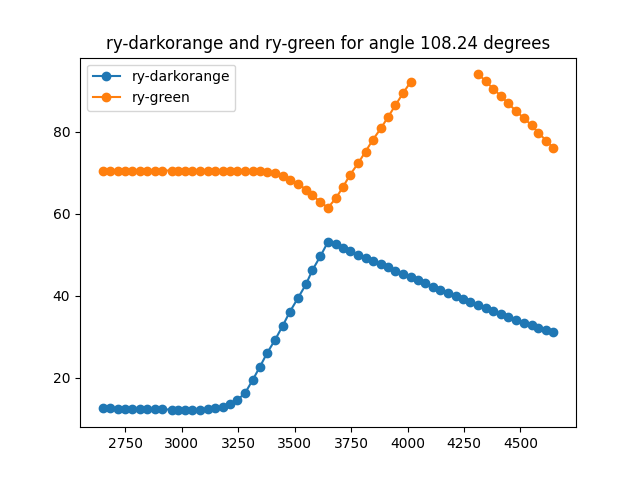 ry-darkorange and ry-green for angle 108.24 degrees
ry-darkorange
ry-green
80
60
40
20
2750 3000 3250 3500 3750 4000 4250 4500